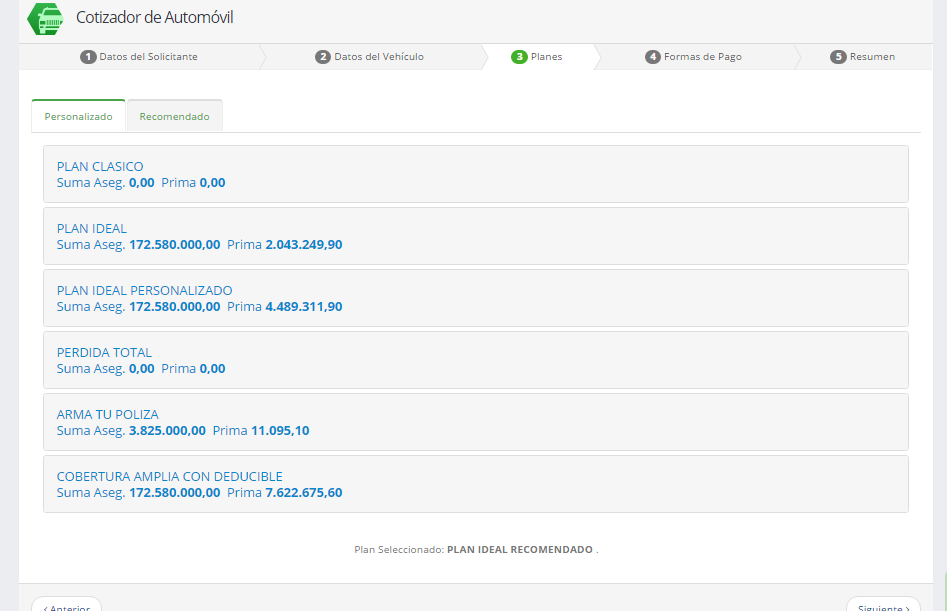 Cotizador de Automóvil
1 Datos del Solicitante
2 Datos del Vehículo
3 Planes
4 Formas de Pago
5 Resumen
Personalizado
Recomendado
PLAN CLASICO
Suma Aseg. 0,00 Prima 0,00
PLAN IDEAL
Suma Aseg. 172.580.000,00 Prima 2.043.249,90
PLAN IDEAL PERSONALIZADO
Suma Aseg. 172.580.000,00 Prima 4.489.311,90
PERDIDA TOTAL
Suma Aseg. 0,00 Prima 0,00
ARMA TU POLIZA
Suma Aseg. 3.825.000,00 Prima 11.095,10
COBERTURA AMPLIA CON DEDUCIBLE
Suma Aseg. 172.580.000,00 Prima 7.622.675,60
Plan Seleccionado: PLAN IDEAL RECOMENDADO .
‹ Anterior
Siguiente ›